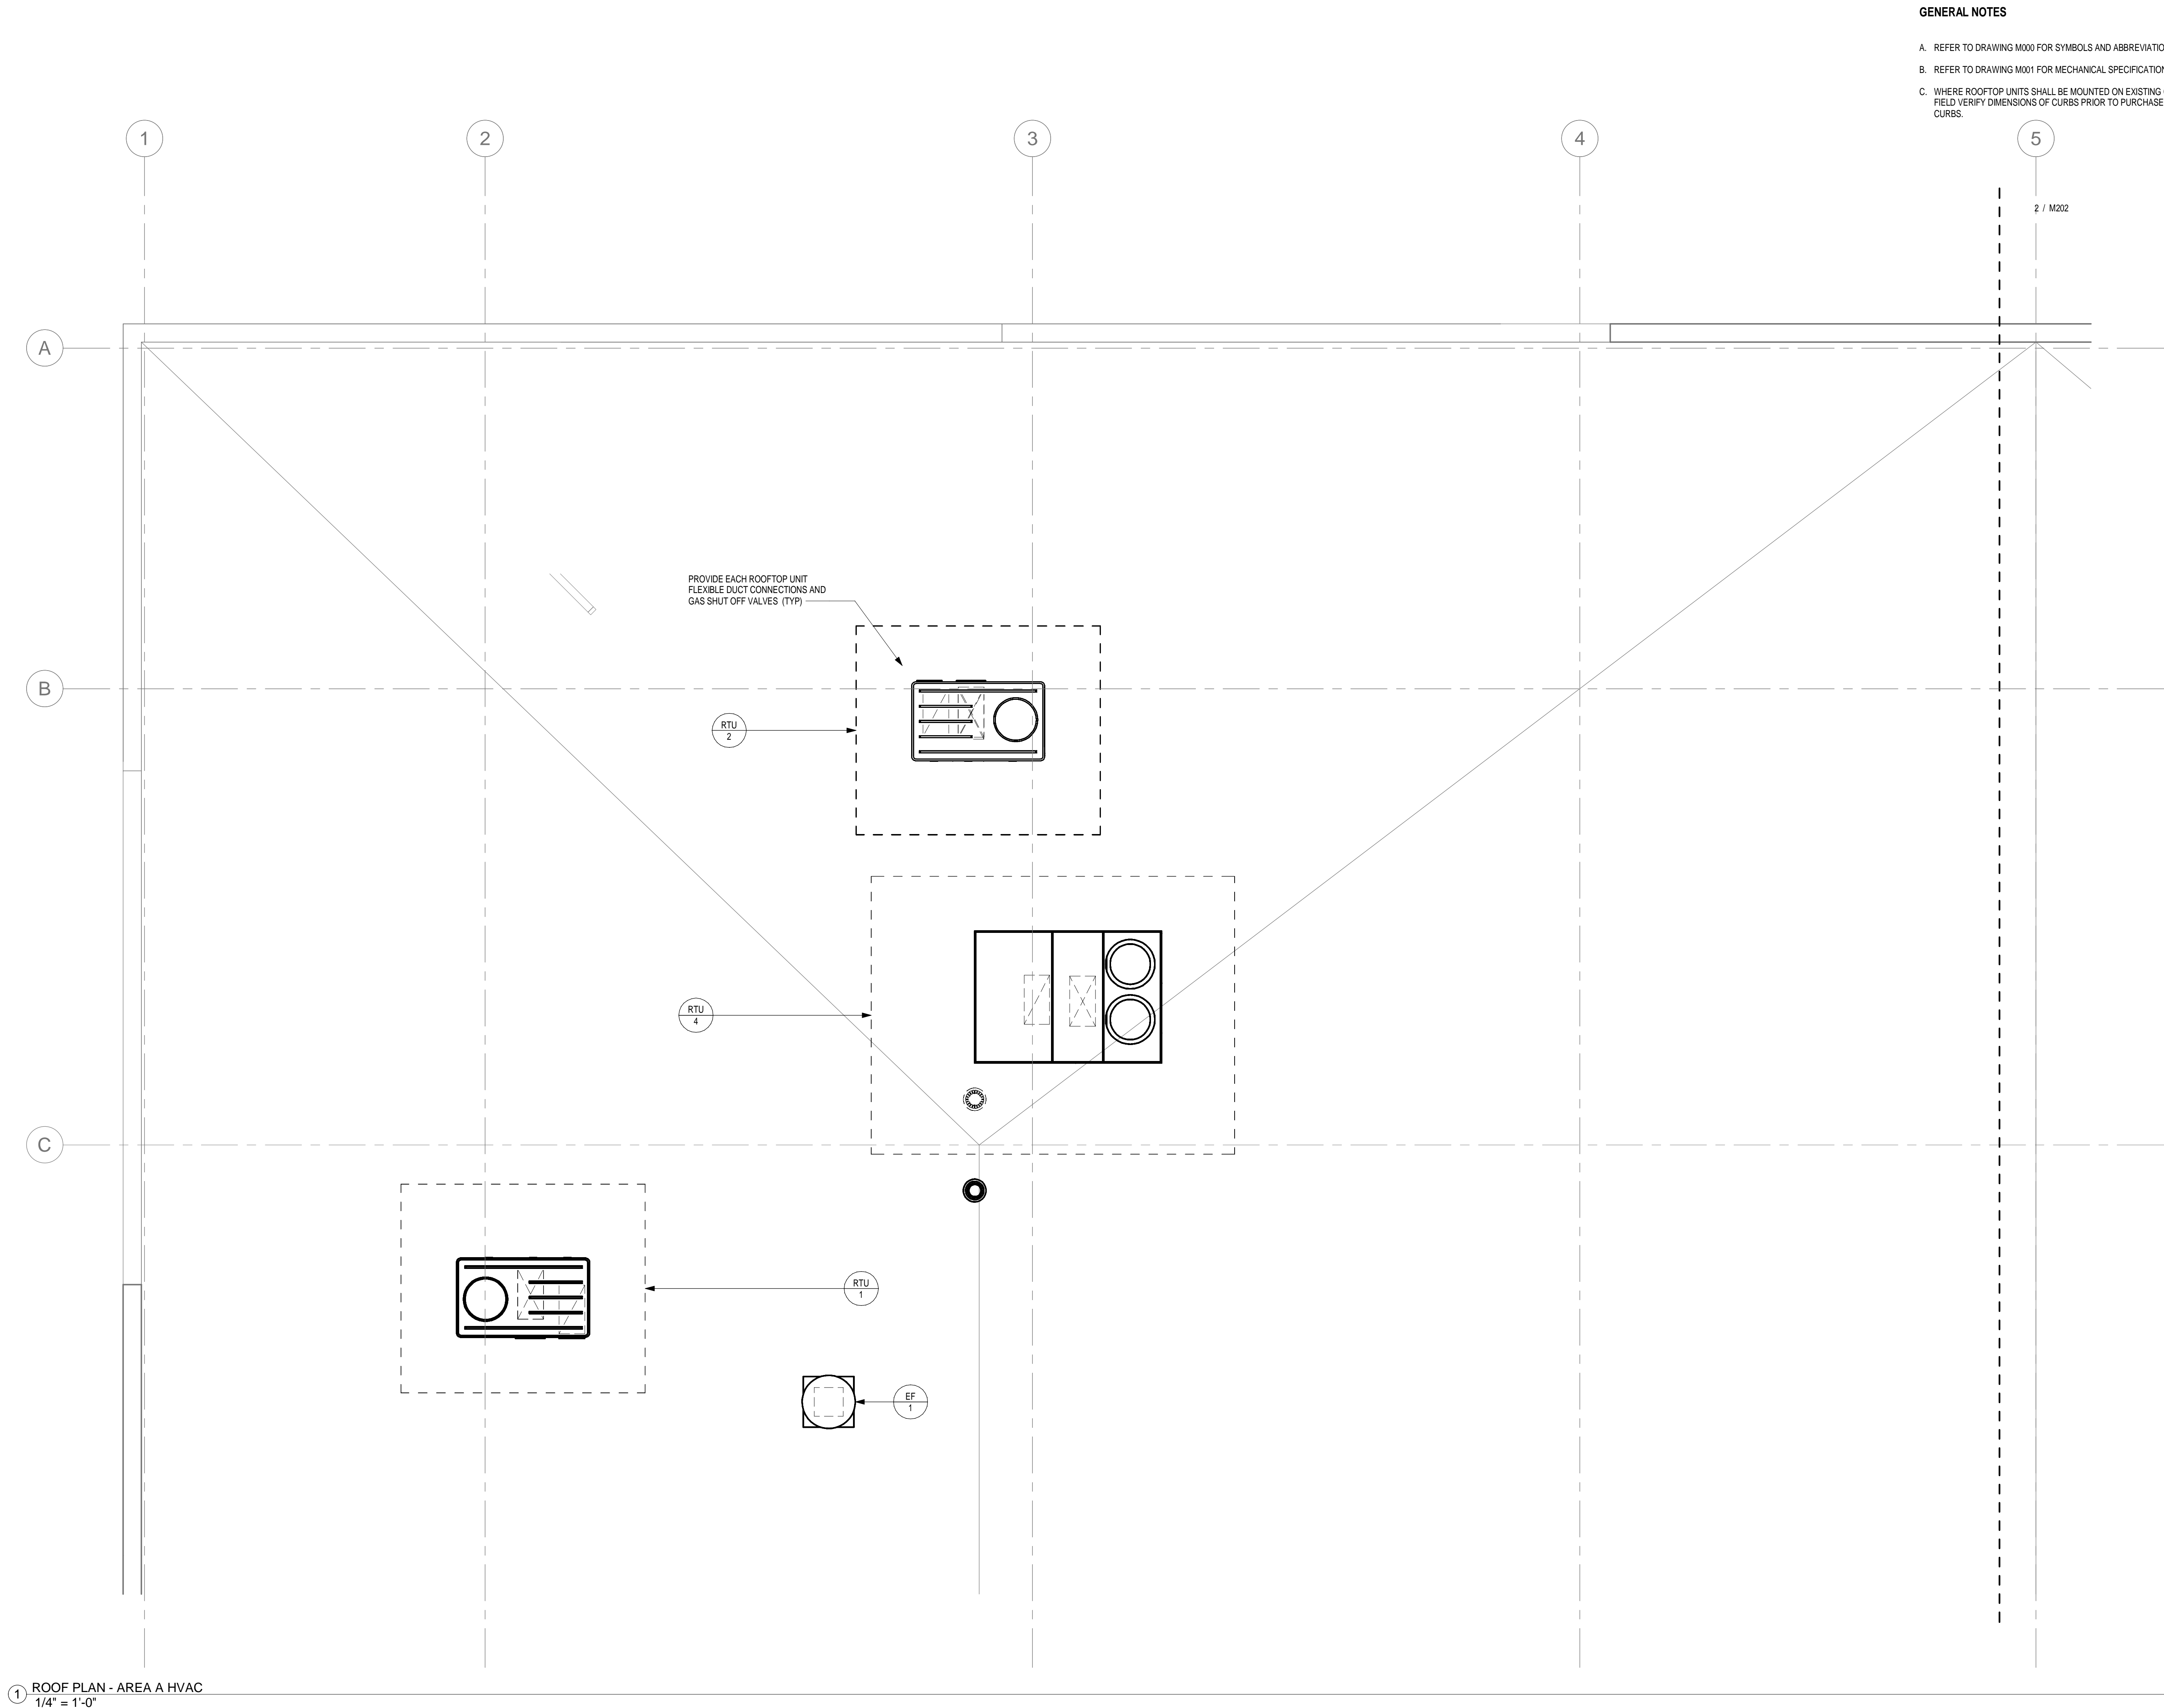 GENERAL NOTES
A. REFER TO DRAWING M000 FOR SYMBOLS AND ABBREVIATIO
B. REFER TO DRAWING M001 FOR MECHANICAL SPECIFICATION
C. WHERE ROOFTOP UNITS SHALL BE MOUNTED ON EXISTING
FIELD VERIFY DIMENSIONS OF CURBS PRIOR TO PURCHASE
CURBS.
1
2
3
4
5
2 / M202
A
PROVIDE EACH ROOFTOP UNIT
FLEXIBLE DUCT CONNECTIONS AND
GAS SHUT OFF VALVES (TYP)
B
RTU
2
RTU
4
C
RTU
1
EF
1
1 ROOF PLAN - AREA A HVAC
1/4" = 1'-0"